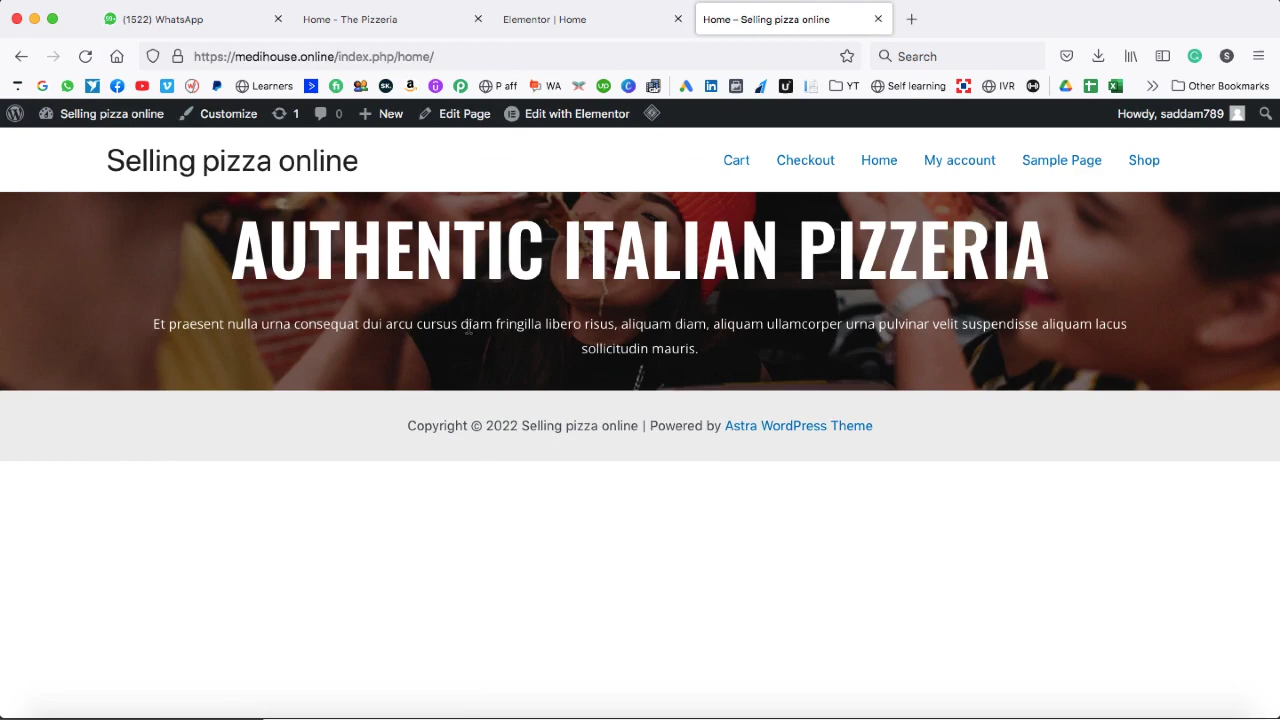 99+ (1522) WhatsApp
Home - The Pizzeria
Elementor | Home
Home – Selling pizza online
https://medihouse.online/index.php/home/
Search
Learners
P aff
WA
YT
Self learning
IVR
Other Bookmarks
Selling pizza online
Customize
1
0
New
Edit Page
Edit with Elementor
Howdy, saddam789
Selling pizza online
Cart
Checkout
Home
My account
Sample Page
Shop
AUTHENTIC ITALIAN PIZZERIA
Et praesent nulla urna consequat dui arcu cursus diam fringilla libero risus, aliquam diam, aliquam ullamcorper urna pulvinar velit suspendisse aliquam lacus
sollicitudin mauris.
Copyright © 2022 Selling pizza online | Powered by Astra WordPress Theme